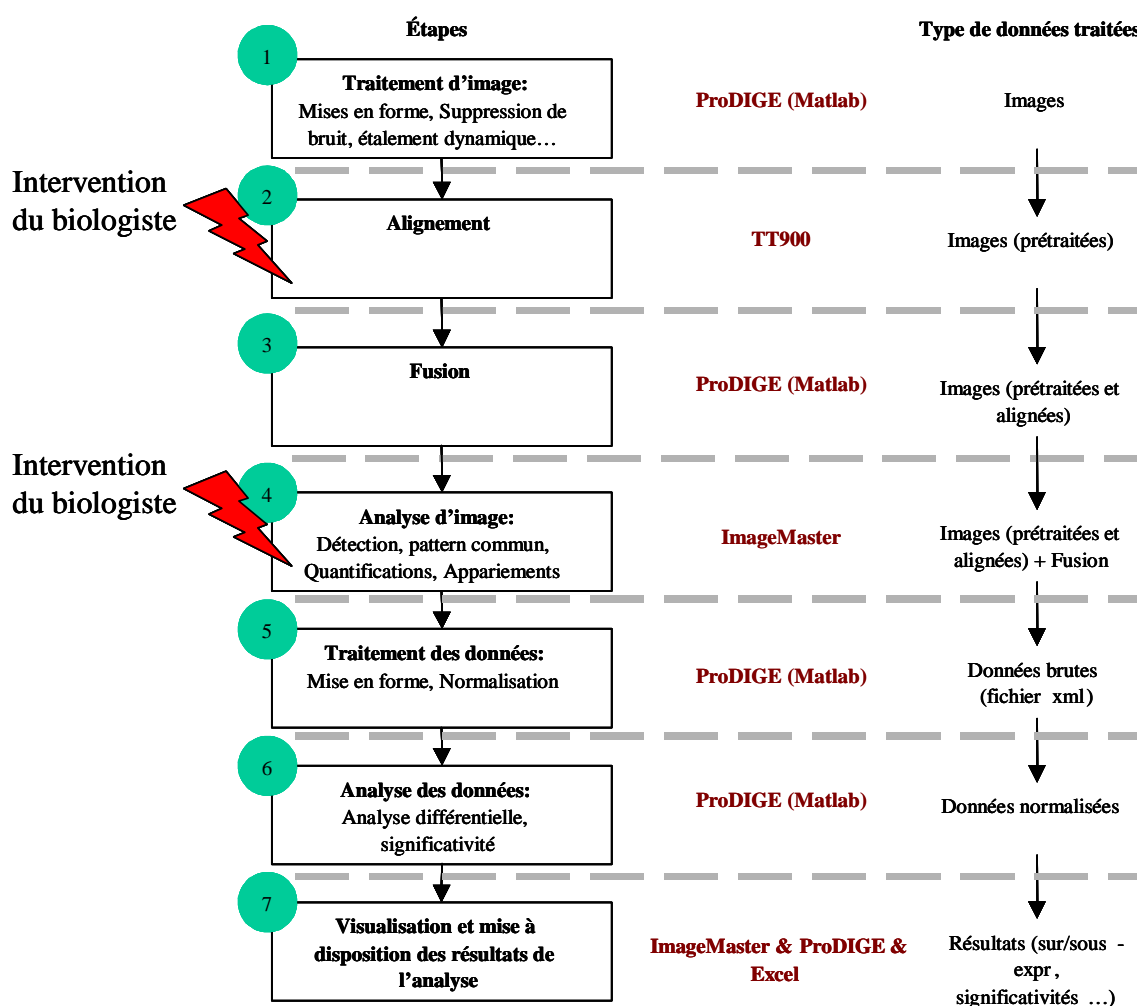 Étapes
Type de données traitées
1
Traitement d'image:
Mises en forme, Suppression de
bruit, étalement dynamique…
ProDIGE (Matlab)
Images
Intervention
du biologiste
2
Alignement
TT900
Images (prétraitées)
3
Fusion
ProDIGE (Matlab)
Images (prétraitées et
alignées)
Intervention
du biologiste
4
Analyse d'image:
Détection, pattern commun,
Quantifications, Appariements
ImageMaster
Images (prétraitées et
alignées) + Fusion
5
Traitement des données:
Mise en forme, Normalisation
ProDIGE (Matlab)
Données brutes
(fichier xml)
6
Analyse des données:
Analyse différentielle,
significativité
ProDIGE (Matlab)
Données normalisées
7
Visualisation et mise à
disposition des résultats de
l'analyse
ImageMaster & ProDIGE &
Excel
Résultats (sur/sous -
expr ,
significativités …)